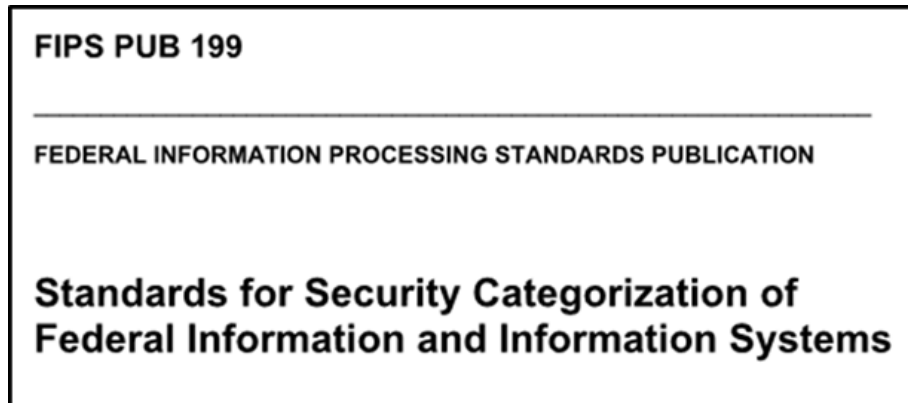 FIPS PUB 199
FEDERAL INFORMATION PROCESSING STANDARDS PUBLICATION
Standards for Security Categorization of
Federal Information and Information Systems